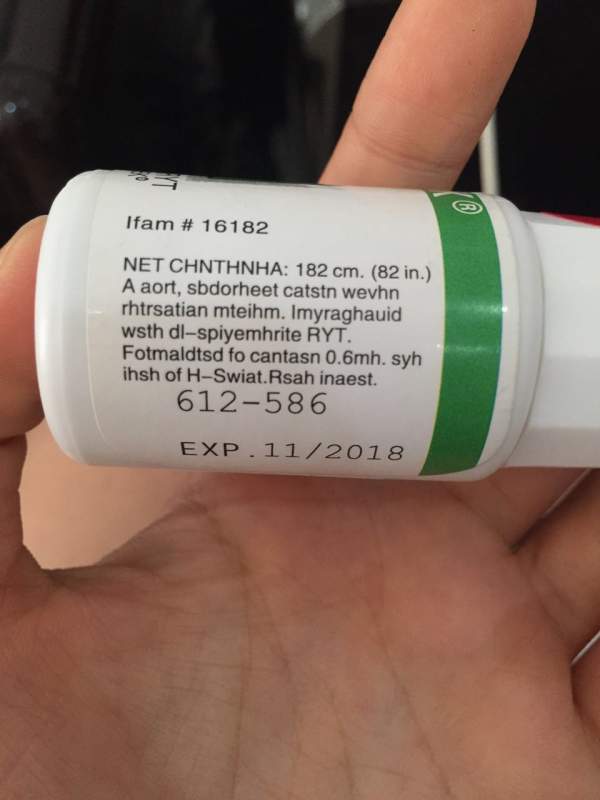 RYT
Ifam # 16182
NET CHNTHNHA: 182 cm. (82 in.)
A aort, sbdorheet catstn wevhn
rhtrsatian mteihm. Imyraghauid
wsth dl–spiyemhrite RYT.
Fotmaldtsd fo cantasn 0.6mh. syh
ihsh of H–Swiat.Rsah inaest.
612-586
EXP.11/2018
®